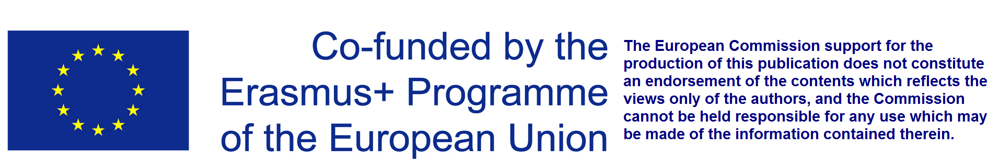 Co-funded by the
Erasmus+ Programme
of the European Union
The European Commission support for the
production of this publication does not constitute
an endorsement of the contents which reflects the
views only of the authors, and the Commission
cannot be held responsible for any use which may
be made of the information contained therein.